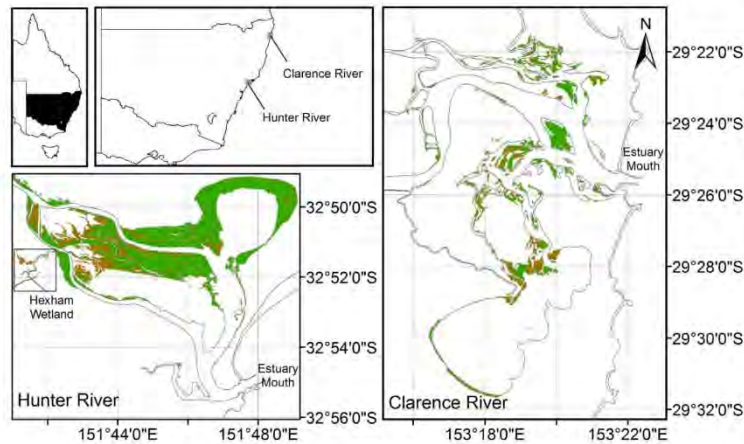 Clarence River
Hunter River
N
29°22'0"S
29°24'0"S
Estuary
Mouth
29°26'0"S
29°28'0"S
29°30'0"S
29°32'0"S
153°18'0"E
153°22'0"E
Clarence River
32°50'0"S
32°52'0"S
32°54'0"S
32°56'0"S
Hexham
Wetland
Estuary
Mouth
Hunter River
151°44'0"E
151°48'0"E